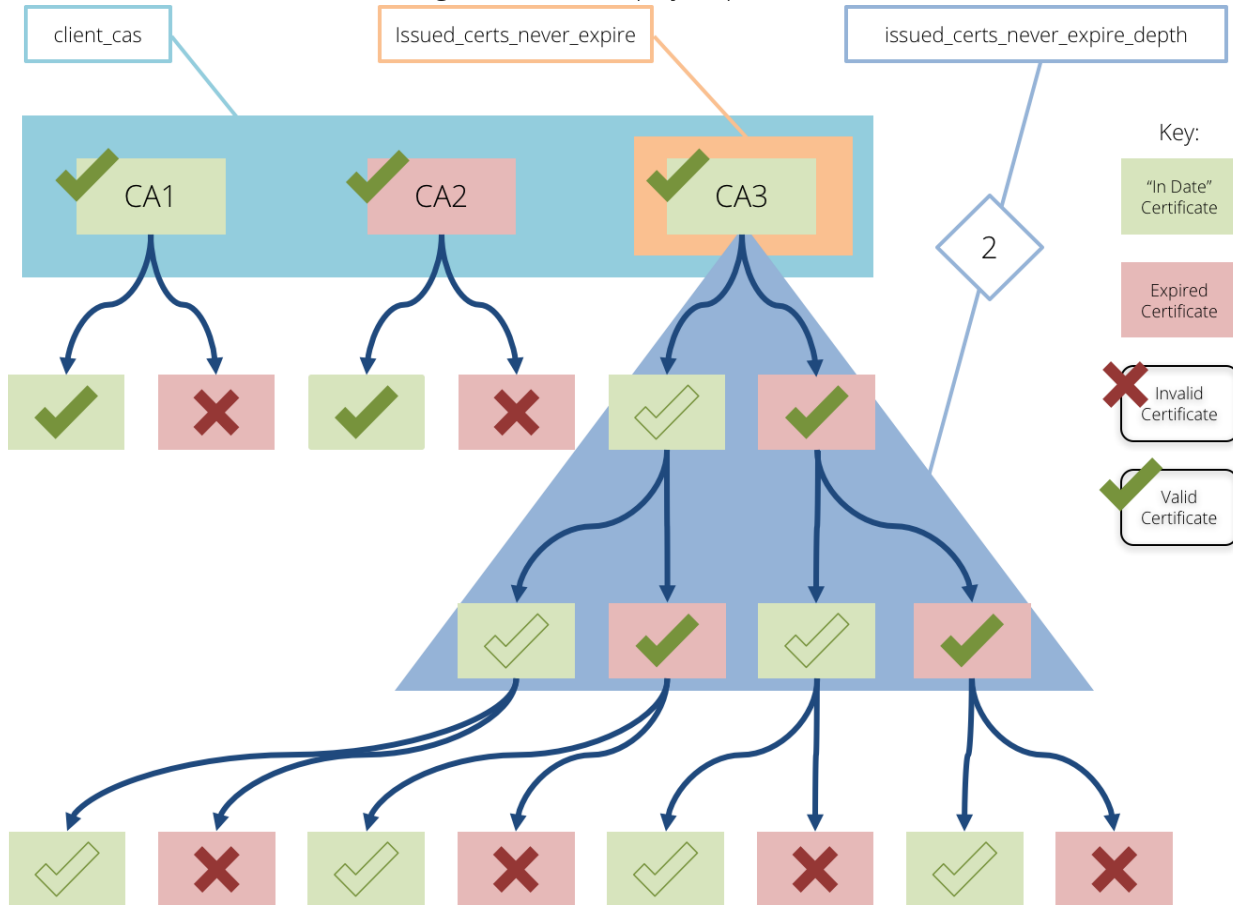 client_cas
Issued_certs_never_expire
issued_certs_never_expire_depth
Key:
CA1
CA2
CA3
“In Date”
Certificate
2
Expired
Certificate
Invalid
Certificate
Valid
Certificate